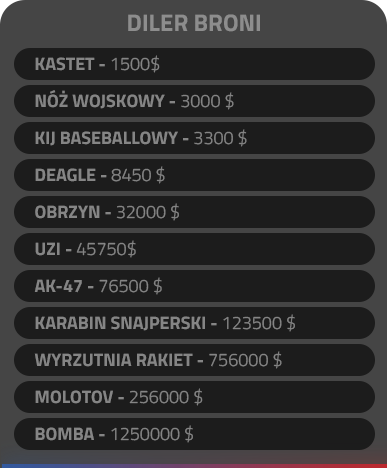 DILER BRONI
KASTET - 1500$
NÓŻ WOJSKOWY - 3000 $
KIJ BASEBALLOWY - 3300 $
DEAGLE - 8450 $
OBRZYN - 32000 $
UZI - 45750$
AK-47 - 76500 $
KARABIN SNAJPERSKI - 123500 $
WYRZUTNIA RAKIET - 756000 $
MOLOTOV - 256000 $
BOMBA - 1250000 $